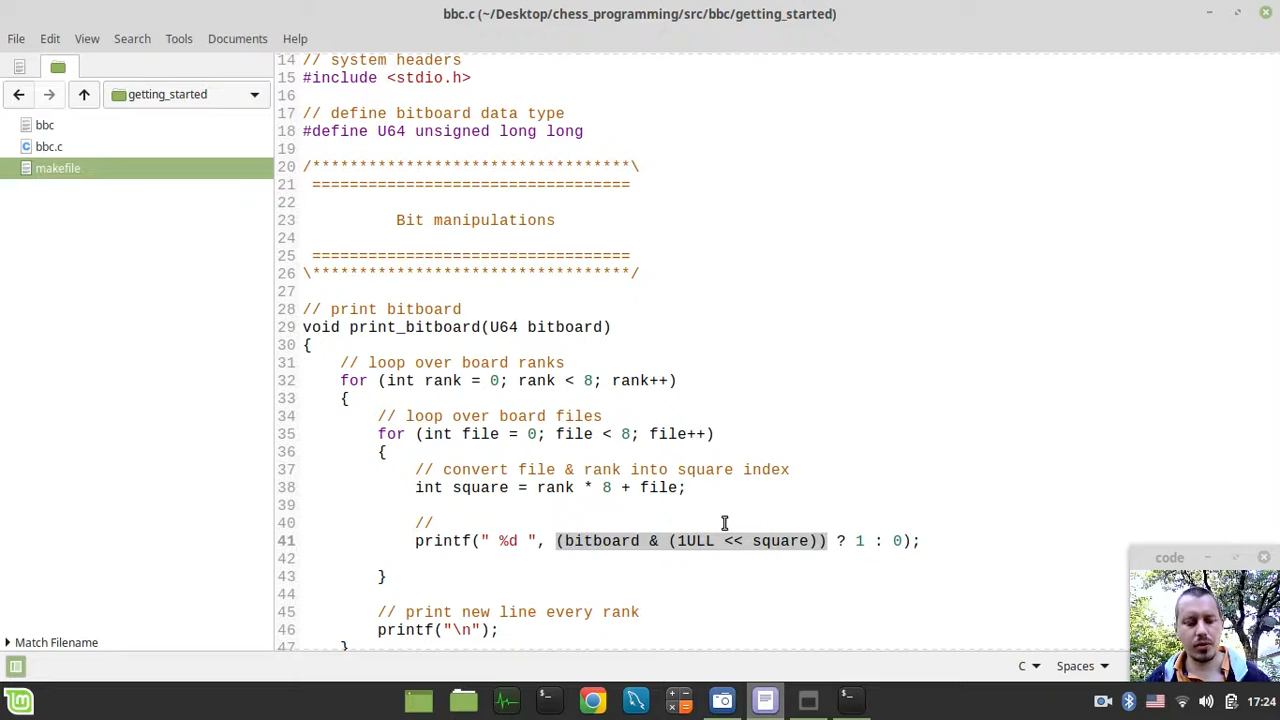 bbc.c (~/Desktop/chess_programming/src/bbc/getting_started)
File Edit View Search Tools Documents Help
getting_started
bbc
bbc.c
makefile
14 // system headers
15 #include <stdio.h>
16
17 // define bitboard data type
18 #define U64 unsigned long long
19
20 /**********************************\
21 ==================================
22
23 Bit manipulations
24
25 ==================================
26 \**********************************/
27
28 // print bitboard
29 void print_bitboard(U64 bitboard)
30 {
31 // loop over board ranks
32 for (int rank = 0; rank < 8; rank++)
33 {
34 // loop over board files
35 for (int file = 0; file < 8; file++)
36 {
37 // convert file & rank into square index
38 int square = rank * 8 + file;
39
40 //
41 printf(" %d ", (bitboard & (1ULL << square)) ? 1 : 0);
42
43 }
44
45 // print new line every rank
46 printf("\n");
47 }
code
Match Filename
C Spaces
17:24